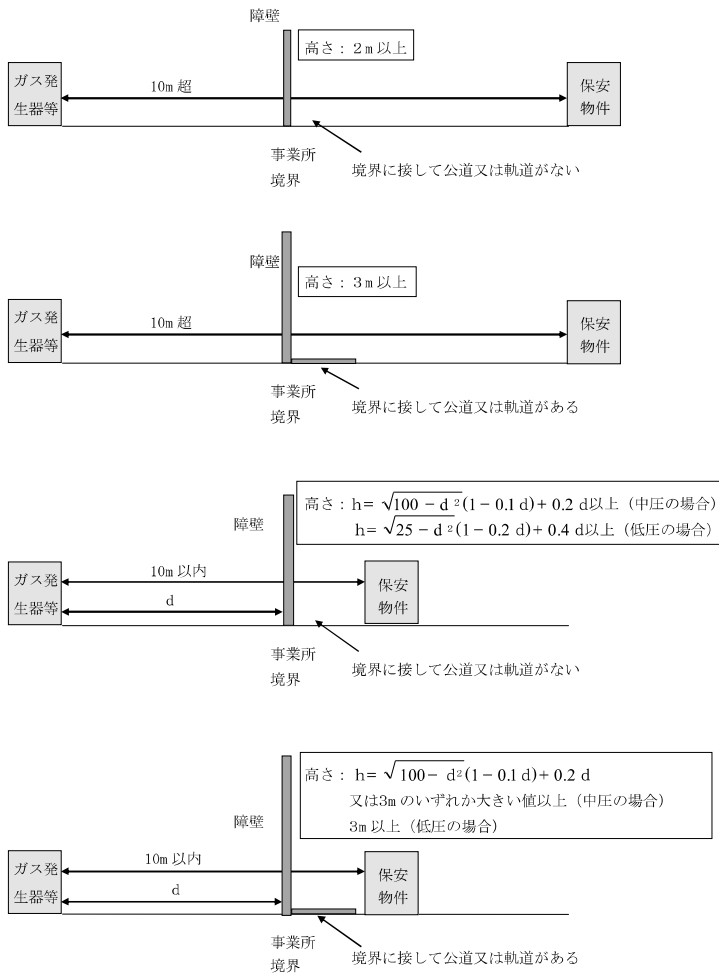 障壁
高さ：２ｍ以上
ガス発
生器等
10m 超
保安
物件
事業所
境界
境界に接して公道又は軌道がない
障壁
高さ：３ｍ以上
ガス発
生器等
10m 超
保安
物件
事業所
境界
境界に接して公道又は軌道がある
高さ：h= √100 − d² (1 − 0.1 d) + 0.2 d以上（中圧の場合）
h= √25 − d² (1 − 0.2 d) + 0.4 d以上（低圧の場合）
障壁
ガス発
生器等
10m 以内
d
保安
物件
事業所
境界
境界に接して公道又は軌道がない
高さ：h= √100 − d² (1 − 0.1 d) + 0.2 d
又は3mのいずれか大きい値以上（中圧の場合）
3m 以上（低圧の場合）
障壁
ガス発
生器等
10m 以内
d
保安
物件
事業所
境界
境界に接して公道又は軌道がある